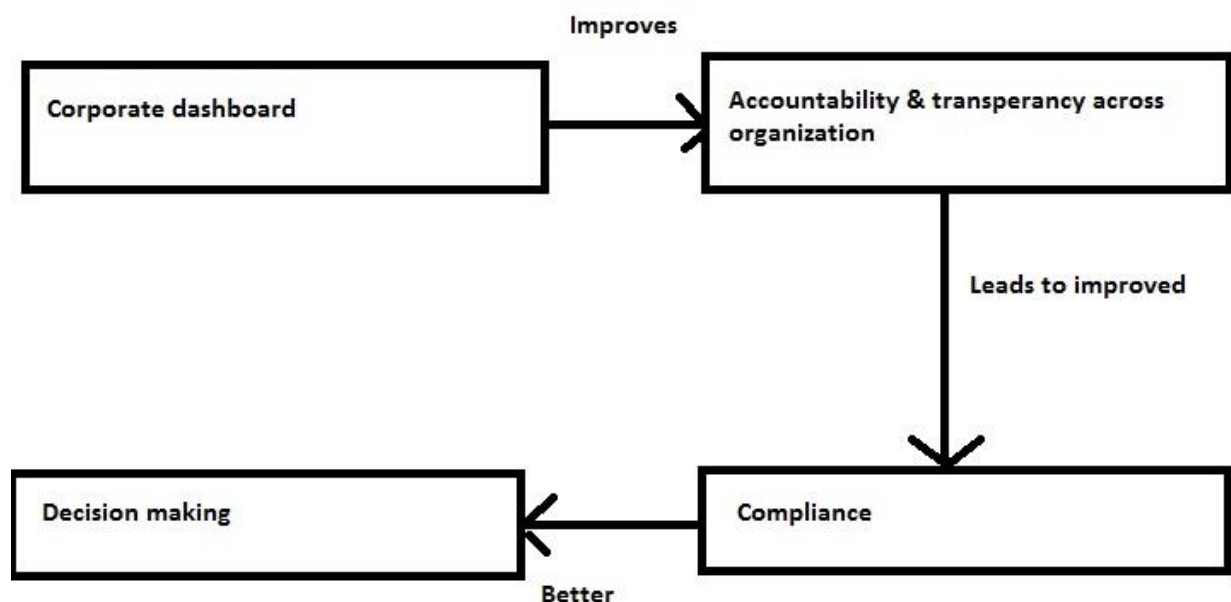 Improves
Corporate dashboard
Accountability & transperancy across
organization
Leads to improved
Compliance
Better
Decision making